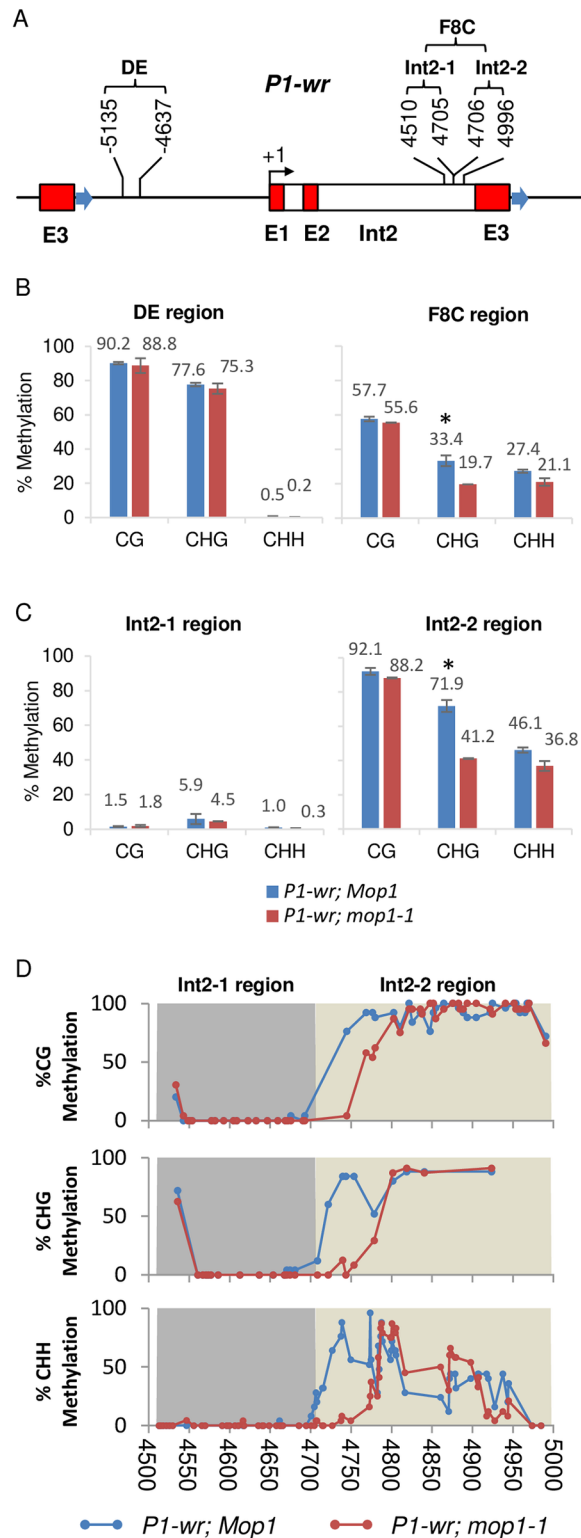 A
F8C
DE
P1-wr
Int2-1
Int2-2
-5135
-4637
4510
4705
4706
4996
+1
E3
E1
E2
Int2
E3
B
DE region
F8C region
% Methylation
100
80
60
40
20
0
90.2
88.8
77.6
75.3
0.5
0.2
CG
CHG
CHH
57.7
55.6
*
33.4
19.7
27.4
21.1
CG
CHG
CHH
C
Int2-1 region
Int2-2 region
% Methylation
100
80
60
40
20
0
1.5
1.8
5.9
4.5
1.0
0.3
CG
CHG
CHH
92.1
88.2
*
71.9
41.2
46.1
36.8
CG
CHG
CHH
P1-wr; Mop1
P1-wr; mop1-1
D
Int2-1 region
Int2-2 region
%CG
Methylation
100
50
0
% CHG
Methylation
100
50
0
% CHH
Methylation
100
50
0
4500
4550
4600
4650
4700
4750
4800
4850
4900
4950
5000
P1-wr; Mop1
P1-wr; mop1-1